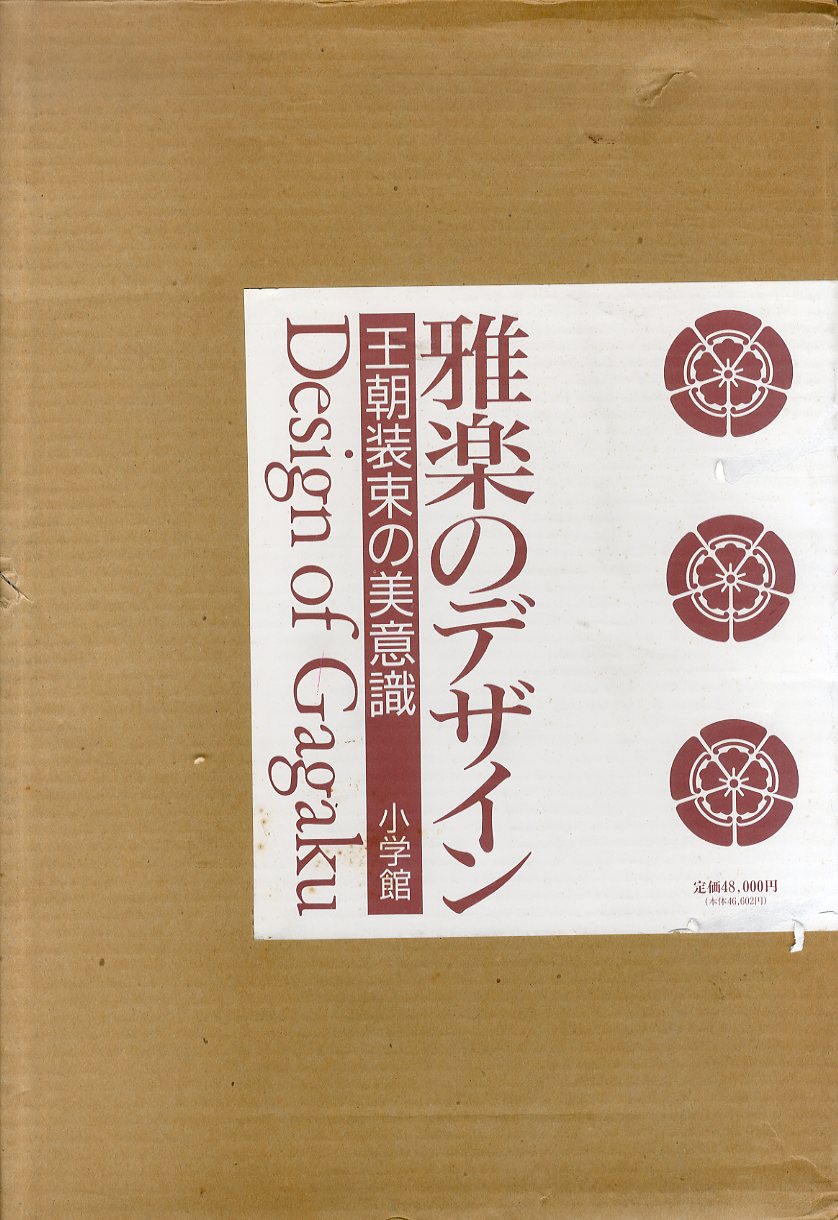 雅楽のデザイン
王朝装束の美意識
小学館
Design of Gagaku
定価48,000円
(本体46,602円)